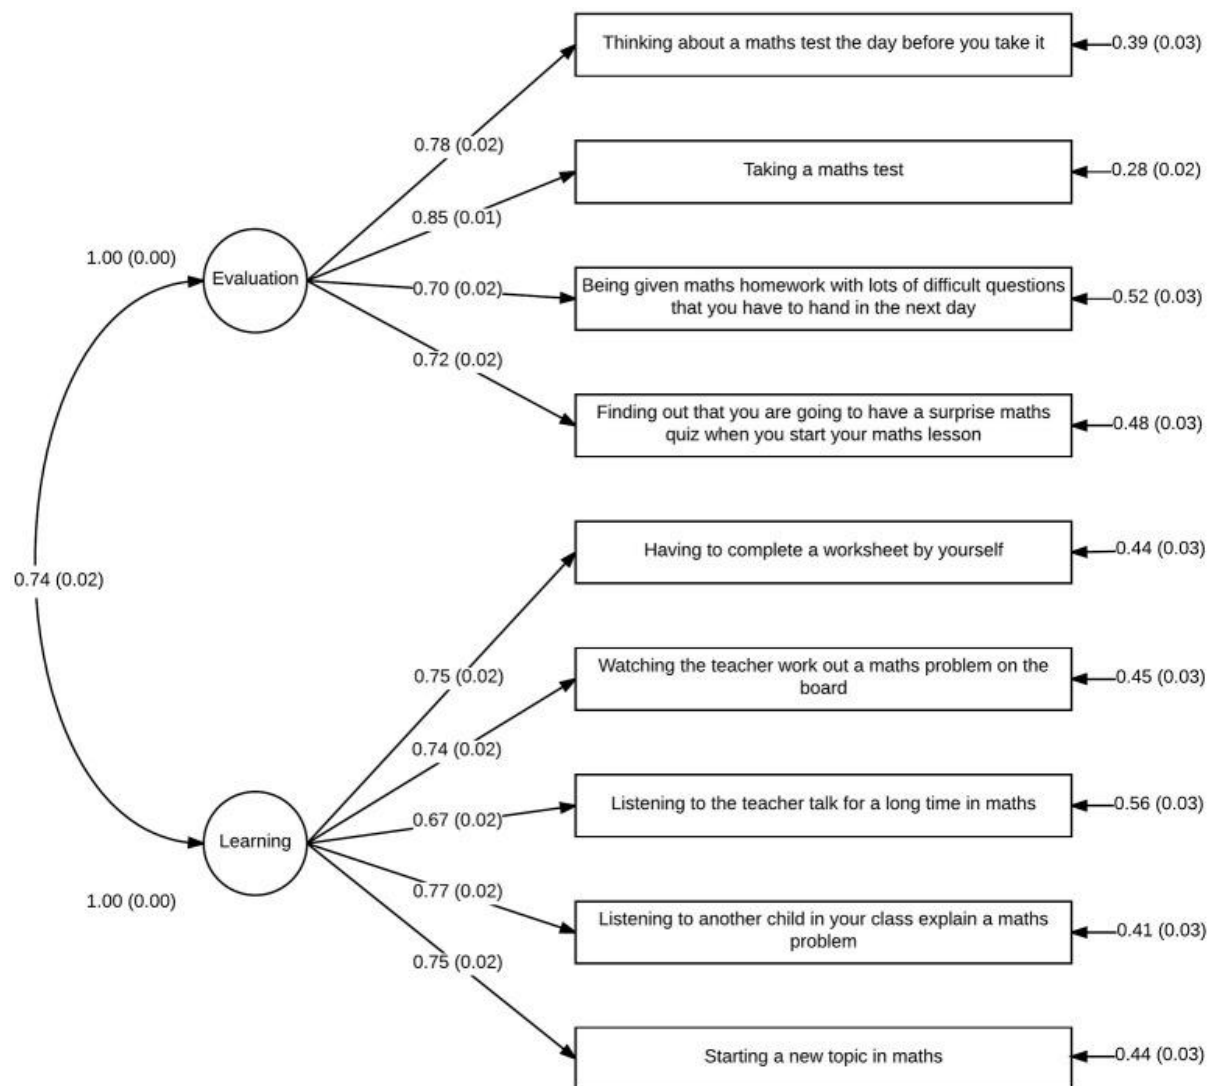 Thinking about a maths test the day before you take it
0.39 (0.03)
0.78 (0.02)
Taking a maths test
0.28 (0.02)
0.85 (0.01)
1.00 (0.00)
Evaluation
0.70 (0.02)
Being given maths homework with lots of difficult questions
that you have to hand in the next day
0.52 (0.03)
0.72 (0.02)
Finding out that you are going to have a surprise maths
quiz when you start your maths lesson
0.48 (0.03)
Having to complete a worksheet by yourself
0.44 (0.03)
0.74 (0.02)
0.75 (0.02)
Watching the teacher work out a maths problem on the
board
0.45 (0.03)
0.74 (0.02)
Listening to the teacher talk for a long time in maths
0.56 (0.03)
0.67 (0.02)
Learning
1.00 (0.00)
0.77 (0.02)
Listening to another child in your class explain a maths
problem
0.41 (0.03)
0.75 (0.02)
Starting a new topic in maths
0.44 (0.03)